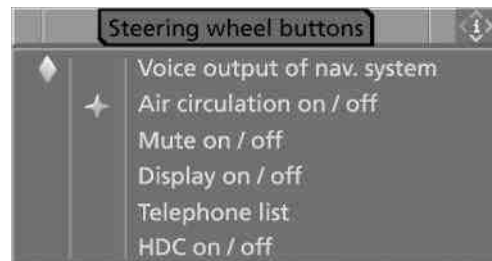 Steering wheel buttons
i
Voice output of nav. system
Air circulation on / off
Mute on / off
Display on / off
Telephone list
HDC on / off